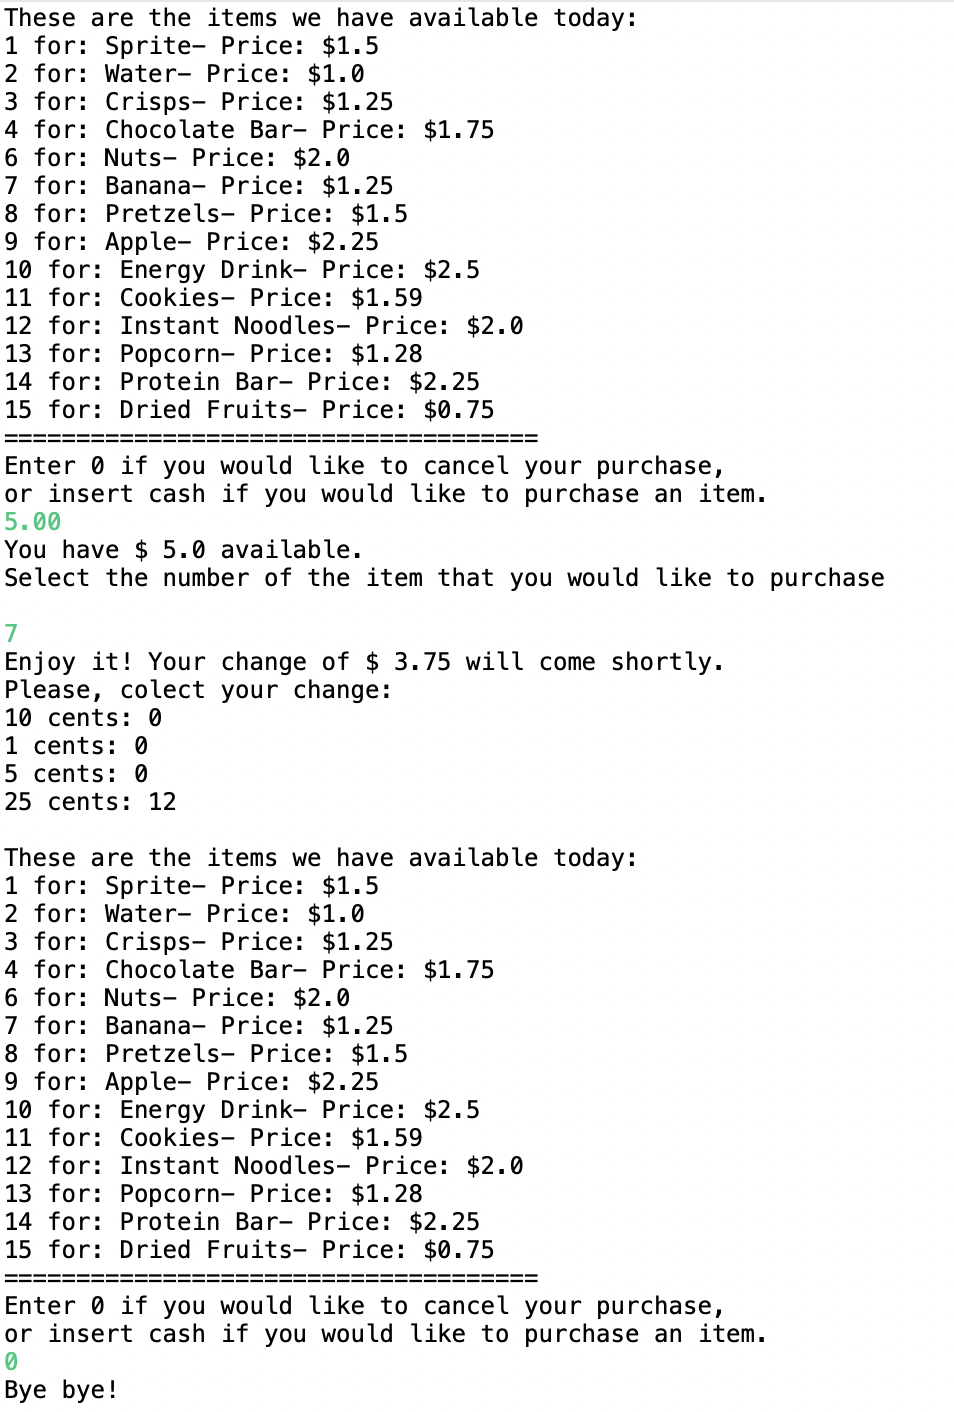 These are the items we have available today:
1 for: Sprite– Price: $1.5
2 for: Water– Price: $1.0
3 for: Crisps– Price: $1.25
4 for: Chocolate Bar– Price: $1.75
6 for: Nuts– Price: $2.0
7 for: Banana– Price: $1.25
8 for: Pretzels– Price: $1.5
9 for: Apple– Price: $2.25
10 for: Energy Drink– Price: $2.5
11 for: Cookies– Price: $1.59
12 for: Instant Noodles– Price: $2.0
13 for: Popcorn– Price: $1.28
14 for: Protein Bar– Price: $2.25
15 for: Dried Fruits– Price: $0.75
=====================================
Enter 0 if you would like to cancel your purchase,
or insert cash if you would like to purchase an item.
5.00
You have $ 5.0 available.
Select the number of the item that you would like to purchase
7
Enjoy it! Your change of $ 3.75 will come shortly.
Please, colect your change:
10 cents: 0
1 cents: 0
5 cents: 0
25 cents: 12
These are the items we have available today:
1 for: Sprite– Price: $1.5
2 for: Water– Price: $1.0
3 for: Crisps– Price: $1.25
4 for: Chocolate Bar– Price: $1.75
6 for: Nuts– Price: $2.0
7 for: Banana– Price: $1.25
8 for: Pretzels– Price: $1.5
9 for: Apple– Price: $2.25
10 for: Energy Drink– Price: $2.5
11 for: Cookies– Price: $1.59
12 for: Instant Noodles– Price: $2.0
13 for: Popcorn– Price: $1.28
14 for: Protein Bar– Price: $2.25
15 for: Dried Fruits– Price: $0.75
=====================================
Enter 0 if you would like to cancel your purchase,
or insert cash if you would like to purchase an item.
0
Bye bye!